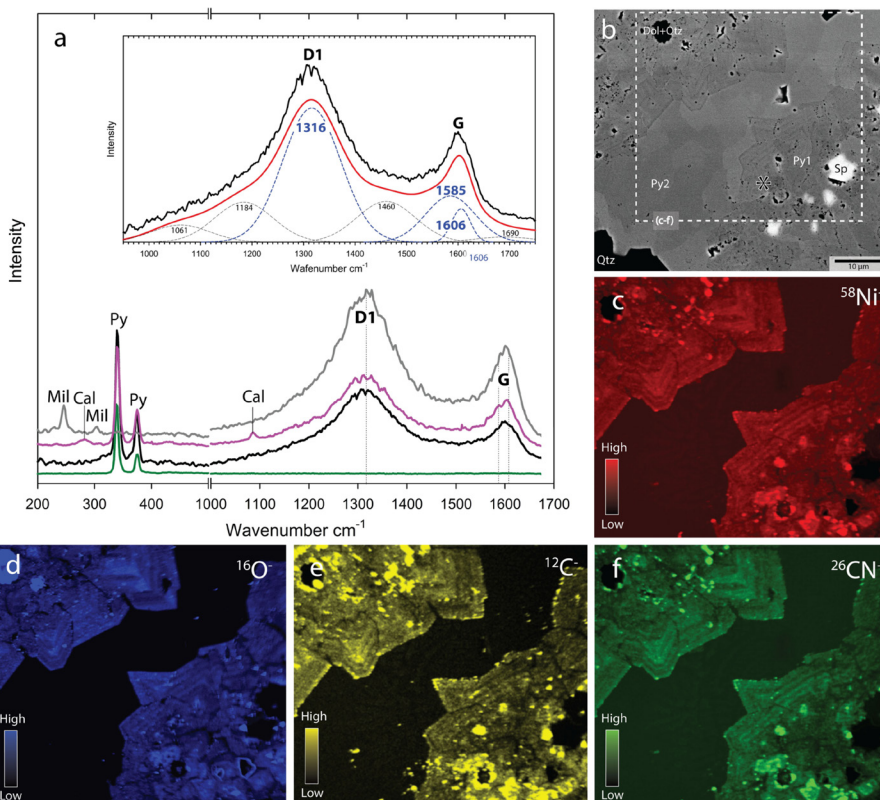 a
D1
G
1316
1585
1606
1606
1061
1184
1460
1690
Intensity
1000 1100 1200 1300 1400 1500 1600 1700
Wafenumber cm-1
Intensity
Mil
Cal
Mil
Py
Py
Cal
D1
G
200 300 400 1000 1100 1200 1300 1400 1500 1600 1700
Wavenumber cm-1
b
Dol+Qtz
Py1
Sp
Py2
*
(c-f)
Qtz
10 µm
c
58Ni-
High
Low
d
16O-
High
Low
e
12C-
High
Low
f
26CN-
High
Low